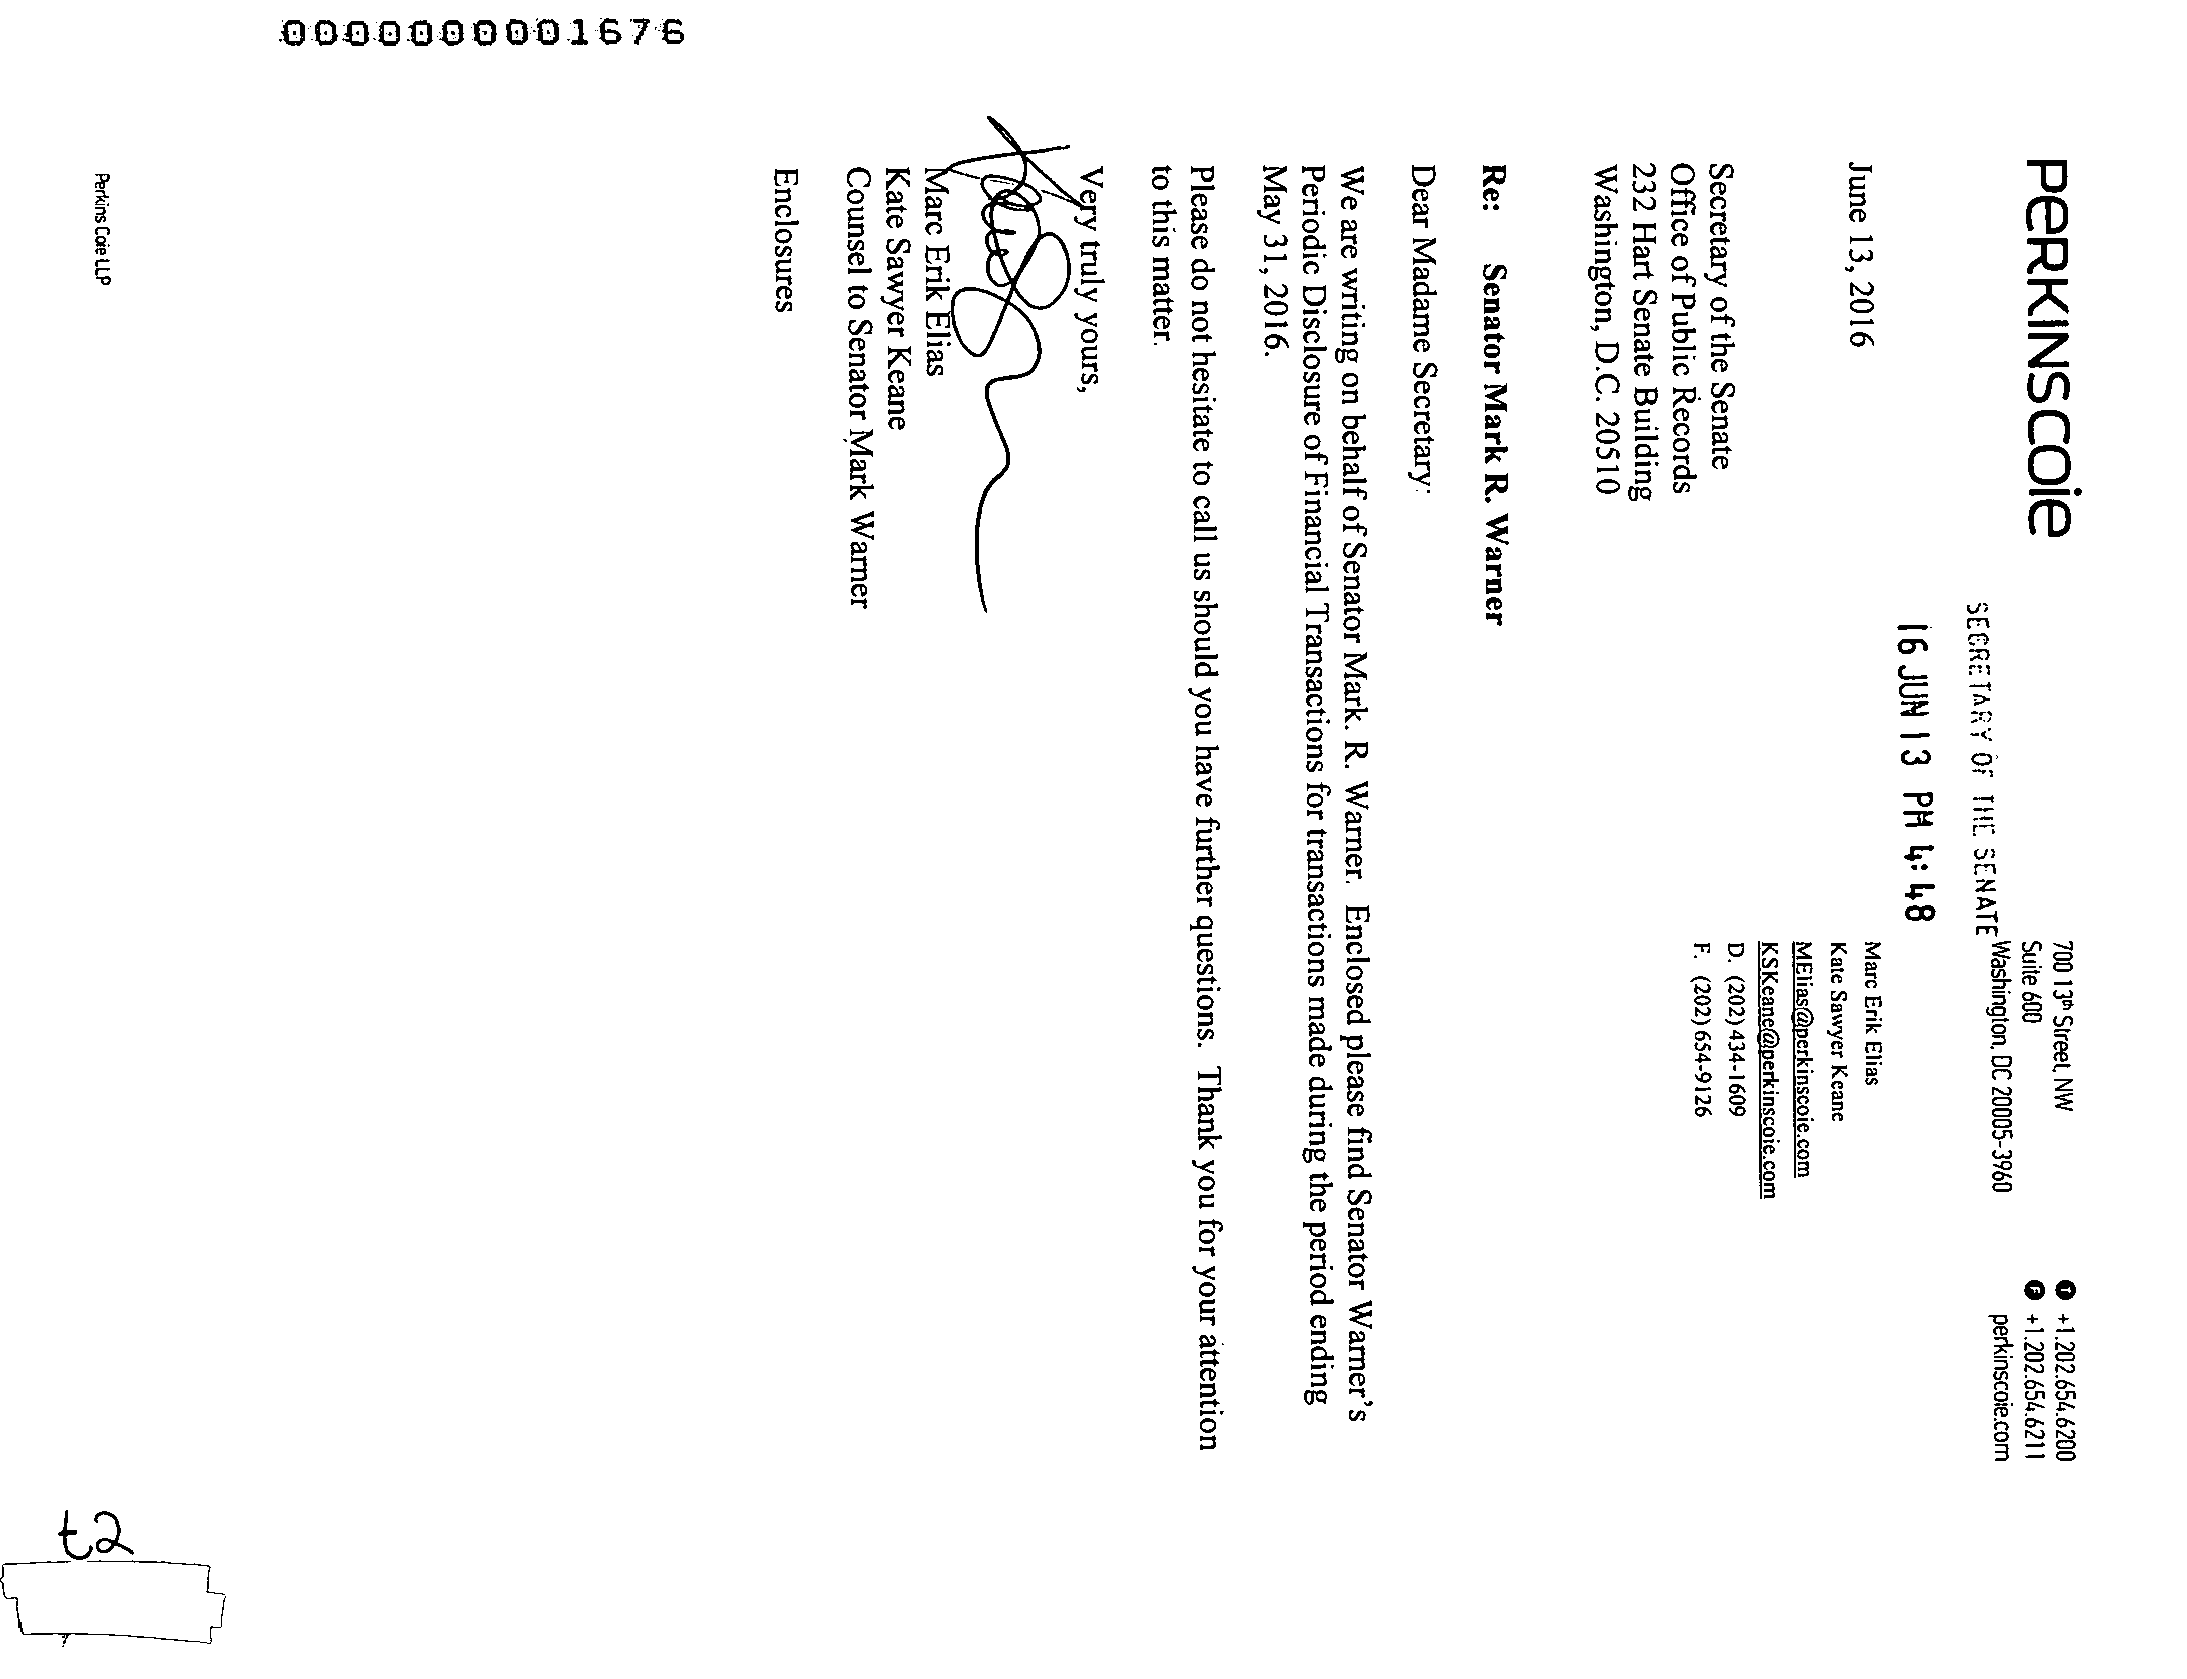 PERKINSCOIE
700 13th Street, NW
Suite 600
Washington, DC 20005-3960
+1.202.654.6200
+1.202.654.6211
perkinscoie.com
SECRETARY OF THE SENATE
16 JUN 13 PM 4:48
June 13, 2016
Marc Erik Elias
Kate Sawyer Keane
MElias@perkinscoie.com
KSKeane@perkinscoie.com
D. (202) 434-1609
F. (202) 654-9126
Secretary of the Senate
Office of Public Records
232 Hart Senate Building
Washington, D.C. 20510
Re: Senator Mark R. Warner
Dear Madame Secretary:
We are writing on behalf of Senator Mark. R. Warner. Enclosed please find Senator Warner's
Periodic Disclosure of Financial Transactions for transactions made during the period ending
May 31, 2016.
Please do not hesitate to call us should you have further questions. Thank you for your attention
to this matter.
Very truly yours,
Marc Erik Elias
Kate Sawyer Keane
Counsel to Senator Mark Warner
Enclosures
Perkins Coie LLP
0000000001676
t2